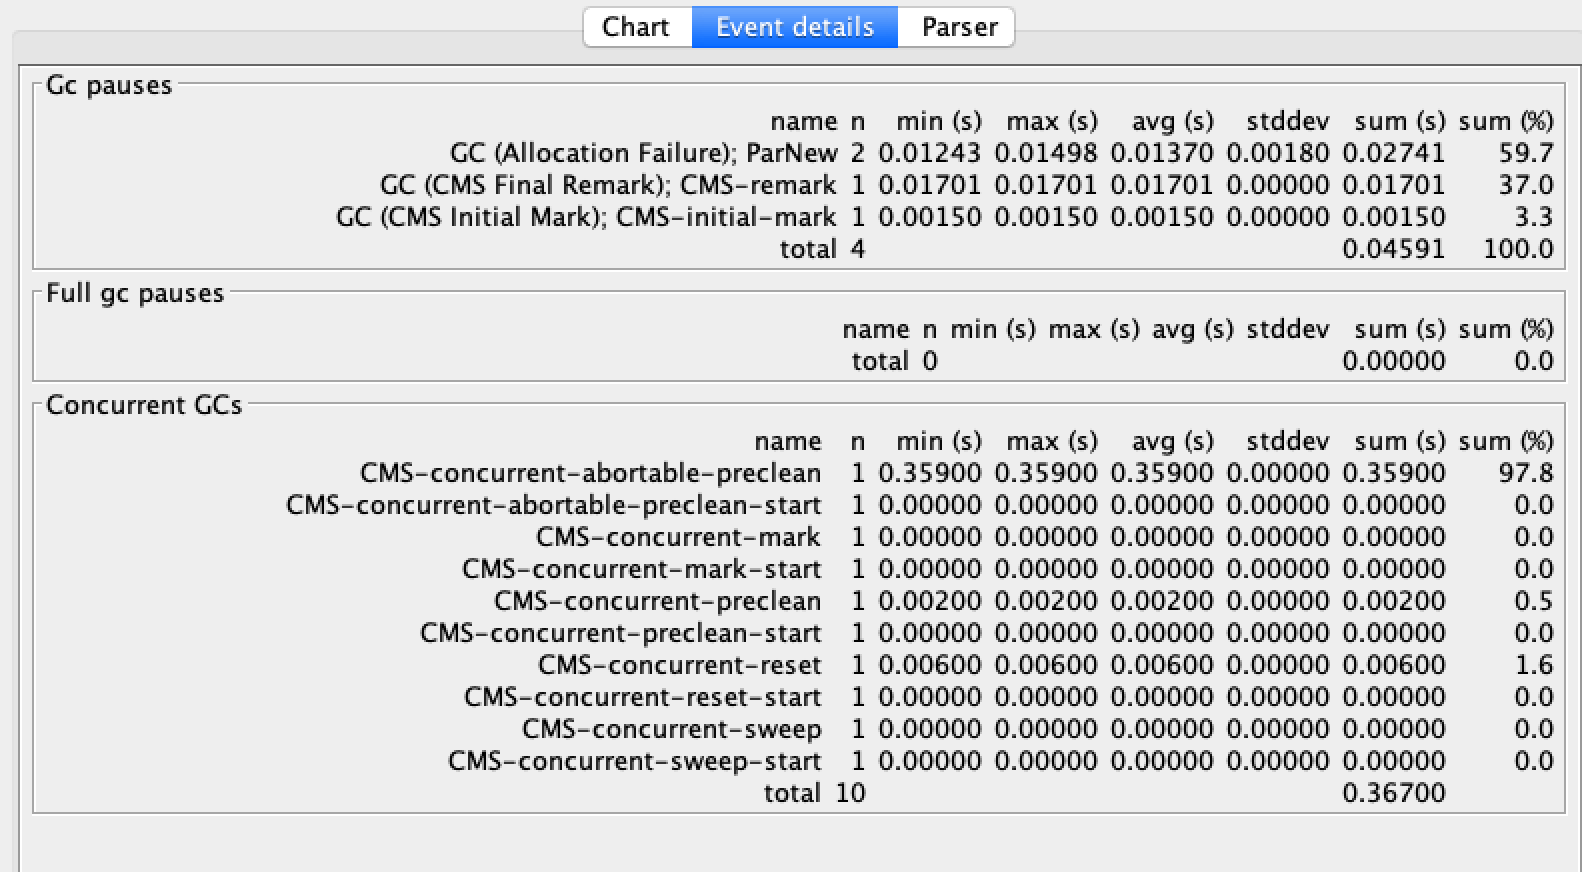 Chart Event details Parser
Gc pauses
name n min (s) max (s) avg (s) stddev sum (s) sum (%)
GC (Allocation Failure); ParNew 2 0.01243 0.01498 0.01370 0.00180 0.02741 59.7
GC (CMS Final Remark); CMS-remark 1 0.01701 0.01701 0.01701 0.00000 0.01701 37.0
GC (CMS Initial Mark); CMS-initial-mark 1 0.00150 0.00150 0.00150 0.00000 0.00150 3.3
total 4 0.04591 100.0
Full gc pauses
name n min (s) max (s) avg (s) stddev sum (s) sum (%)
total 0 0.00000 0.0
Concurrent GCs
name n min (s) max (s) avg (s) stddev sum (s) sum (%)
CMS-concurrent-abortable-preclean 1 0.35900 0.35900 0.35900 0.00000 0.35900 97.8
CMS-concurrent-abortable-preclean-start 1 0.00000 0.00000 0.00000 0.00000 0.00000 0.0
CMS-concurrent-mark 1 0.00000 0.00000 0.00000 0.00000 0.00000 0.0
CMS-concurrent-mark-start 1 0.00000 0.00000 0.00000 0.00000 0.00000 0.0
CMS-concurrent-preclean 1 0.00200 0.00200 0.00200 0.00000 0.00200 0.5
CMS-concurrent-preclean-start 1 0.00000 0.00000 0.00000 0.00000 0.00000 0.0
CMS-concurrent-reset 1 0.00600 0.00600 0.00600 0.00000 0.00600 1.6
CMS-concurrent-reset-start 1 0.00000 0.00000 0.00000 0.00000 0.00000 0.0
CMS-concurrent-sweep 1 0.00000 0.00000 0.00000 0.00000 0.00000 0.0
CMS-concurrent-sweep-start 1 0.00000 0.00000 0.00000 0.00000 0.00000 0.0
total 10 0.36700